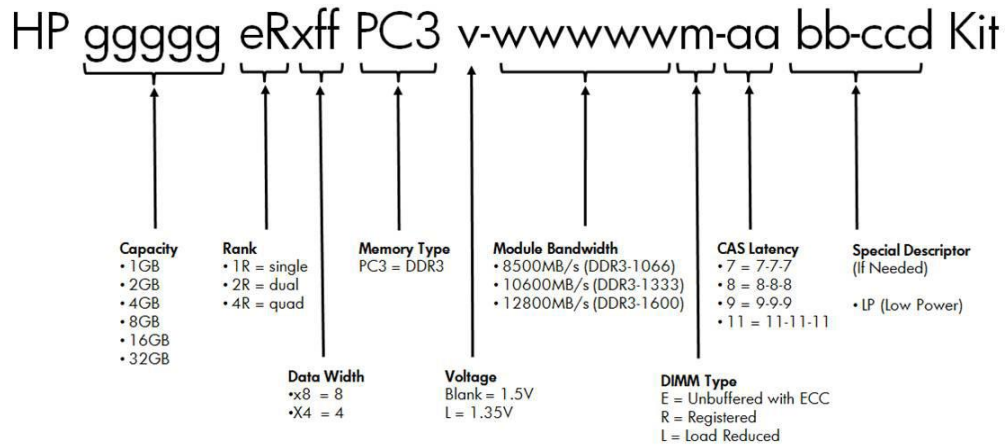 HP ggggg eRxff PC3 v-wwwwwm-aa bb-ccd Kit
Capacity
• 1GB
• 2GB
• 4GB
• 8GB
• 16GB
• 32GB
Rank
• 1R = single
• 2R = dual
• 4R = quad
Memory Type
PC3 = DDR3
Module Bandwidth
• 8500MB/s (DDR3-1066)
• 10600MB/s (DDR3-1333)
• 12800MB/s (DDR3-1600)
CAS Latency
• 7 = 7-7-7
• 8 = 8-8-8
• 9 = 9-9-9
• 11 = 11-11-11
Special Descriptor
(If Needed)
• LP (Low Power)
Data Width
•x8 = 8
•X4 = 4
Voltage
Blank = 1.5V
L = 1.35V
DIMM Type
E = Unbuffered with ECC
R = Registered
L = Load Reduced